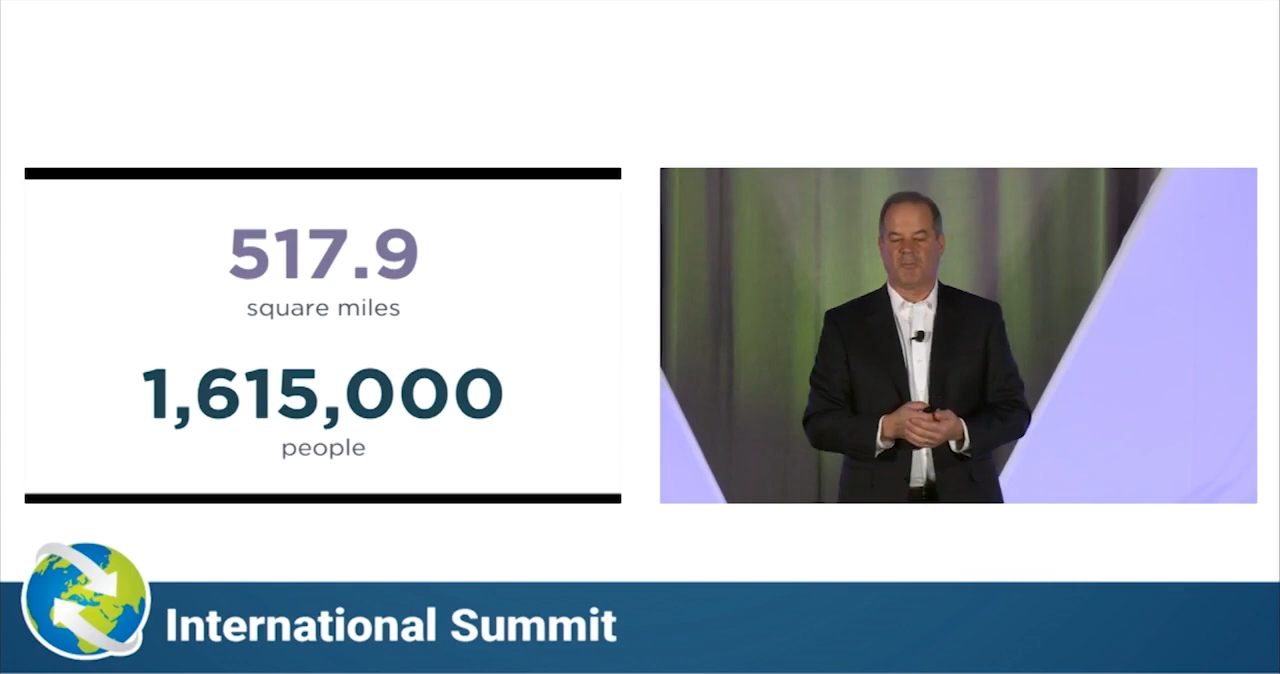 517.9
square miles
1,615,000
people
International Summit